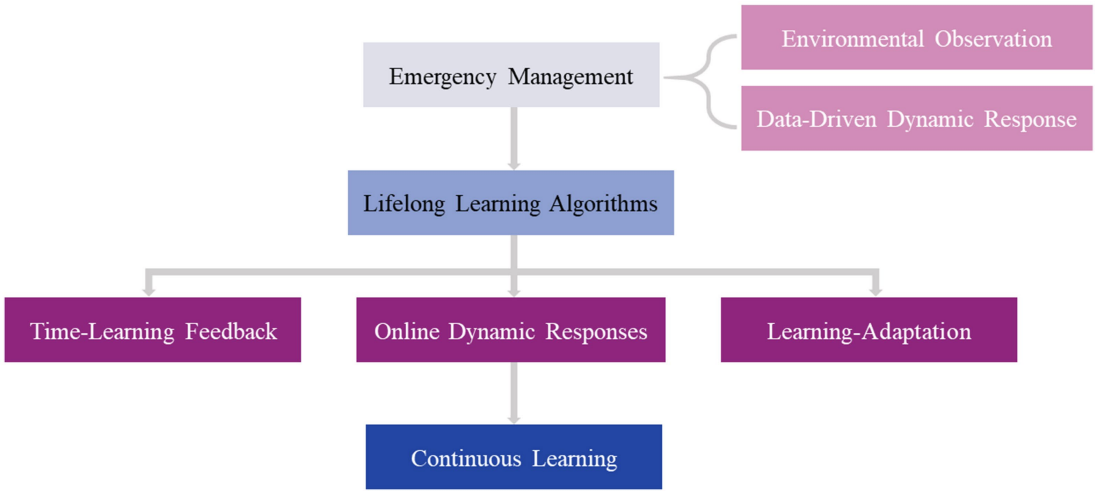 Environmental Observation
Emergency Management
Data-Driven Dynamic Response
Lifelong Learning Algorithms
Time-Learning Feedback
Online Dynamic Responses
Learning-Adaptation
Continuous Learning